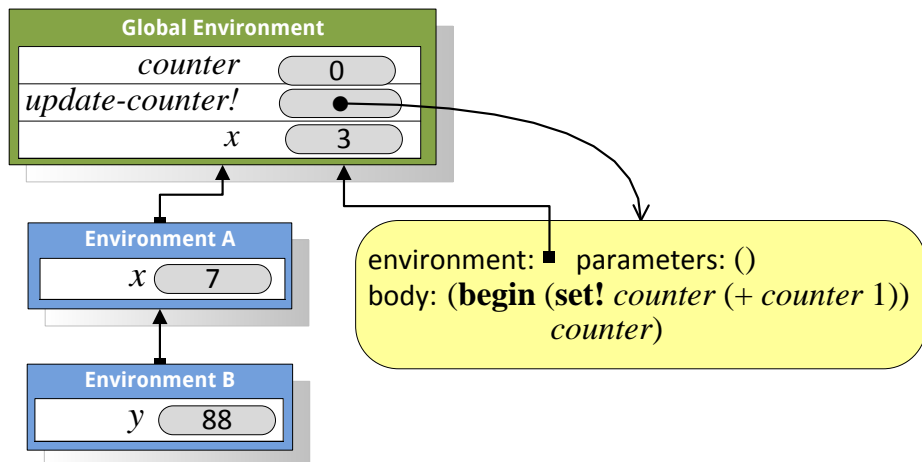 Global Environment
counter 0
update-counter!
x 3
Environment A
x 7
environment: parameters: ()
body: (begin (set! counter (+ counter 1))
counter)
Environment B
y 88